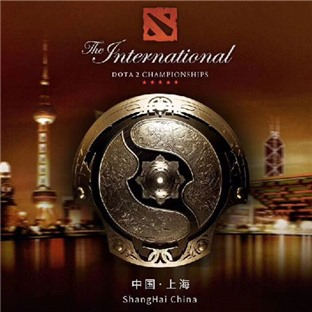 The International
DOTA 2 CHAMPIONSHIPS
中国·上海
ShangHai China